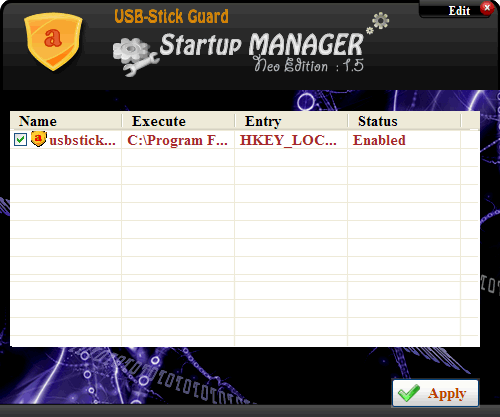 Edit
USB-Stick Guard
Startup MANAGER
Neo Edition : 1.5
Name Execute Entry Status
usbstick... C:\Program F... HKEY_LOC... Enabled
Apply